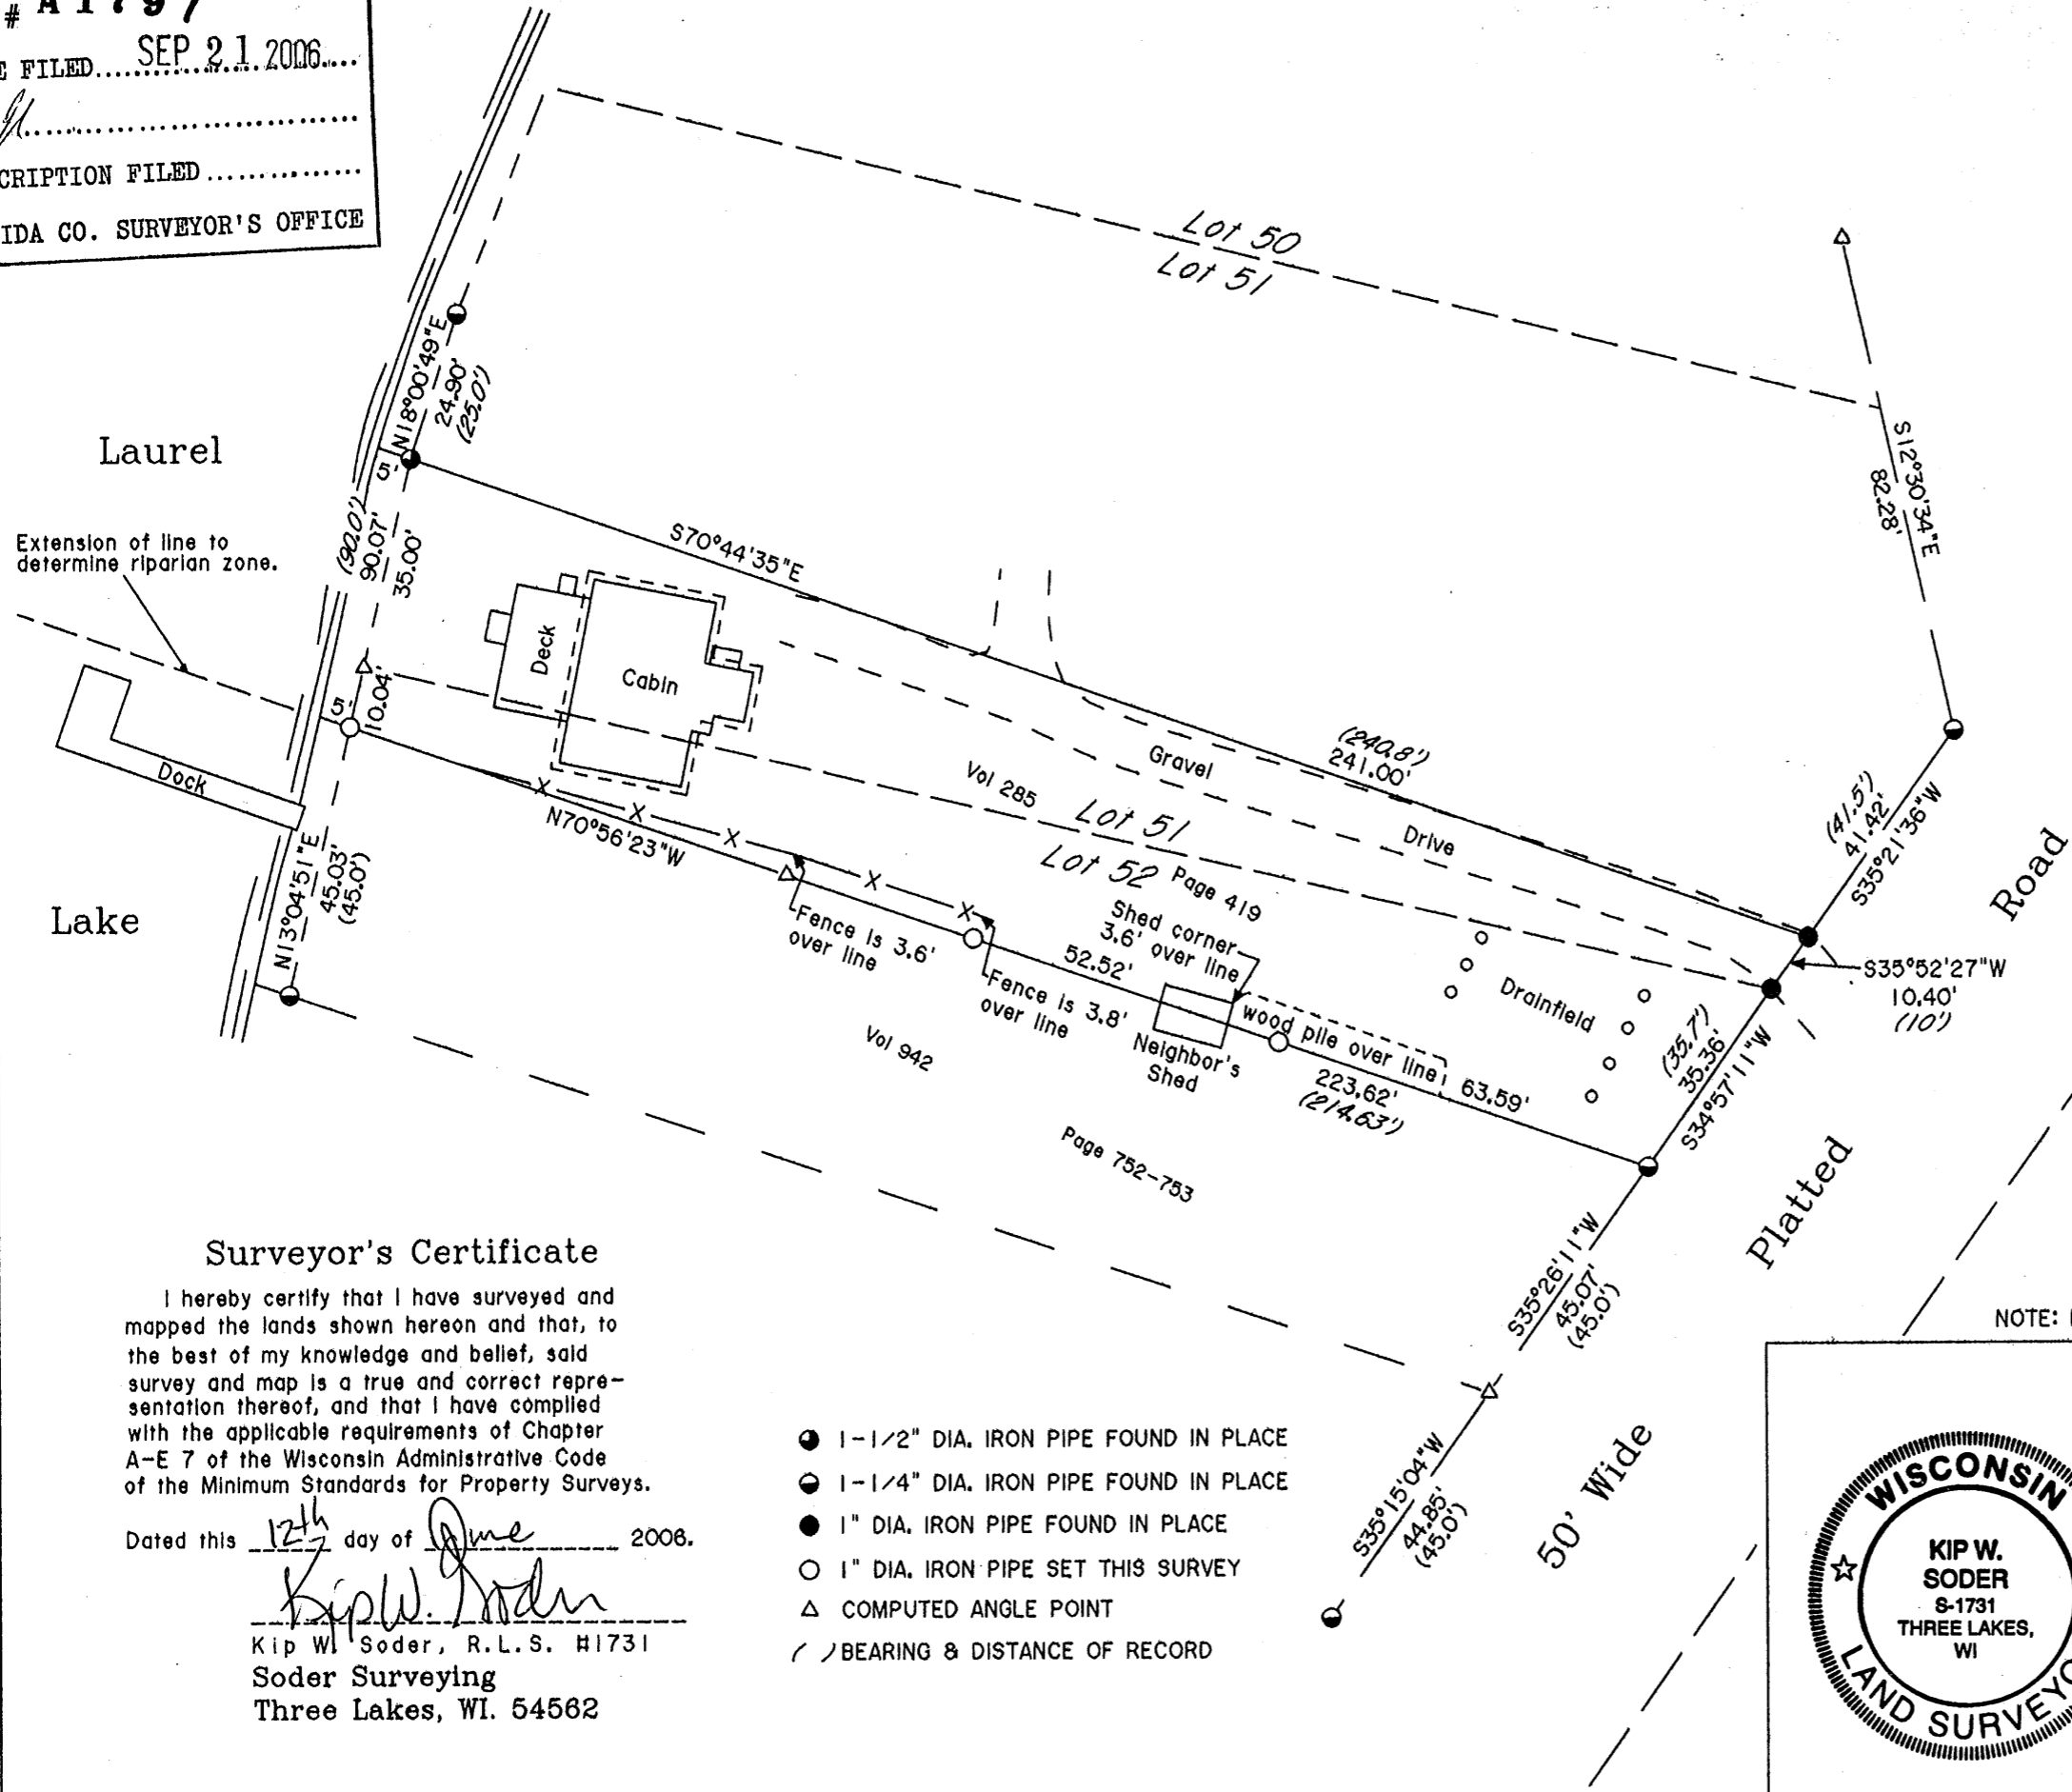 # A1797
FILED.... SEP 21 2006....
CRIPTION FILED..............
IDA CO. SURVEYOR'S OFFICE
Lot 50
Lot 51
N18°00'49"E
24.90'
(25.0')
S12°30'34"E
82.28'
Laurel
5'
(90.0')
90.07'
35.00'
S70°44'35"E
Extension of line to
determine riparian zone.
Deck
Cabin
5'
10.04'
Dock
(240.8')
241.00'
Gravel
Drive
Vol 285
Lot 51
Lot 52
Page 419
(41.5')
41.42'
S35°21'36"W
Road
X
X
X
X
X
N70°56'23"W
Lake
N13°04'51"E
45.03'
(45.0')
Fence is 3.6'
over line
Shed corner
3.6' over line
52.52'
Fence is 3.8'
over line
Drainfield
S35°52'27"W
10.40'
(10')
wood pile over line
Neighbor's
Shed
Vol 942
223.62'
(214.63')
63.59'
(35.7')
35.36'
S34°57'11"W
Page 752-753
Platted
S35°26'11"W
45.07'
(45.0')
NOTE:
Surveyor's Certificate
I hereby certify that I have surveyed and
mapped the lands shown hereon and that, to
the best of my knowledge and belief, said
survey and map is a true and correct repre-
sentation thereof, and that I have complied
with the applicable requirements of Chapter
A-E 7 of the Wisconsin Administrative Code
of the Minimum Standards for Property Surveys.
Dated this 12th day of June 2006.
Kip W. Soder
Kip W. Soder, R.L.S. #1731
Soder Surveying
Three Lakes, WI. 54562
1-1/2" DIA. IRON PIPE FOUND IN PLACE
1-1/4" DIA. IRON PIPE FOUND IN PLACE
1" DIA. IRON PIPE FOUND IN PLACE
1" DIA. IRON PIPE SET THIS SURVEY
COMPUTED ANGLE POINT
( ) BEARING & DISTANCE OF RECORD
S35°15'04"W
44.85'
(45.0')
50' Wide
WISCONSIN
KIP W.
SODER
S-1731
THREE LAKES,
WI
LAND SURVEYO